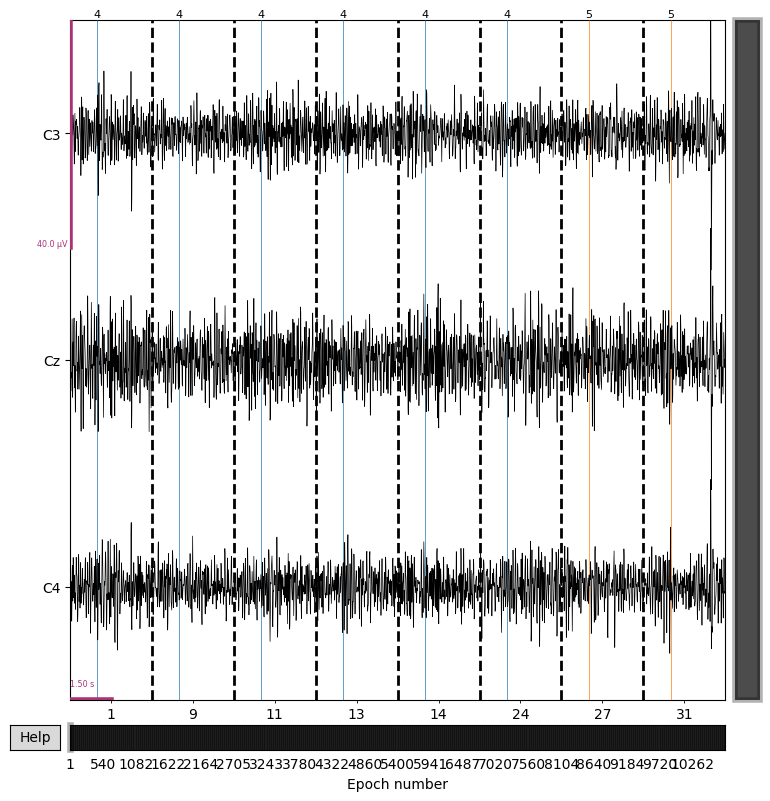 4 4 4 4 4 4 5 5
C3
40.0 µV
Cz
C4
1.50 s
1 9 11 13 14 24 27 31
Help
1 540 1082 1622 2164 2705 3243 3780 4322 4860 5400 5941 6487 7020 7560 8104 8640 9184 9720 10262
Epoch number